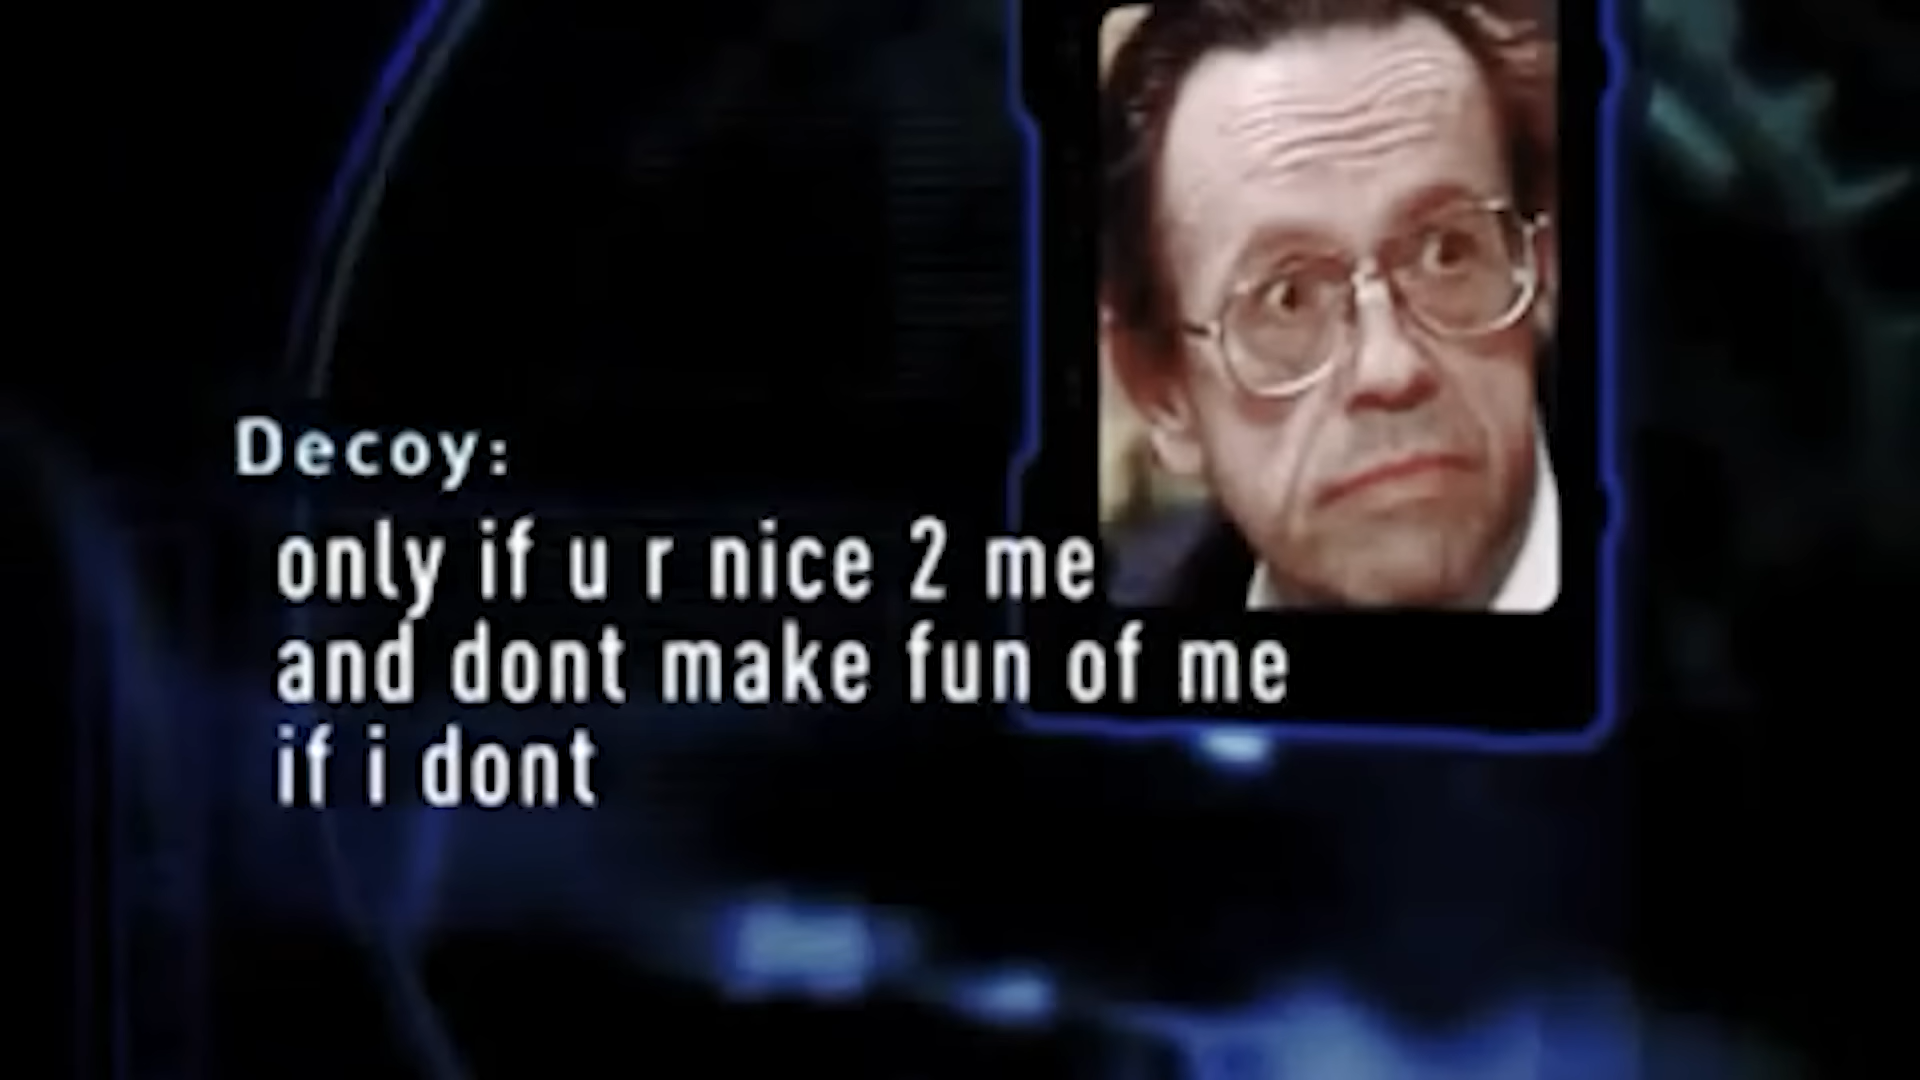 Decoy:
only if u r nice 2 me
and dont make fun of me
if i dont